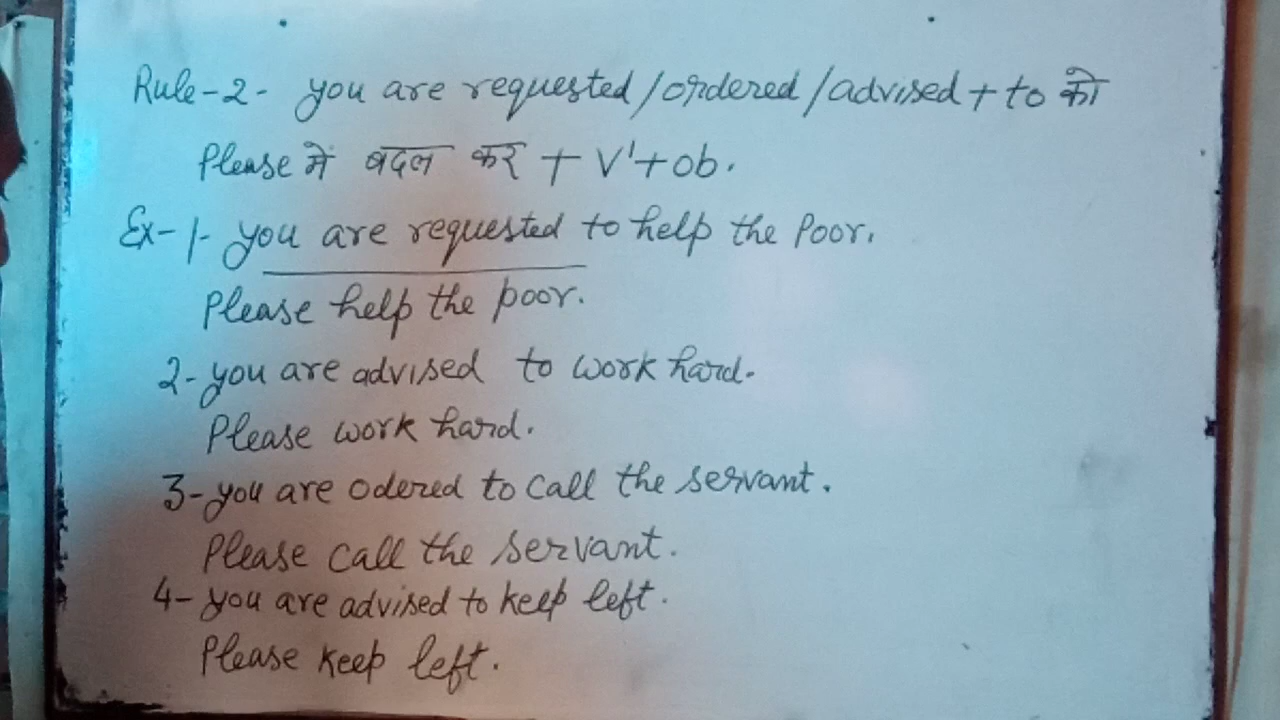 Rule-2- you are requested/ordered/advised + to को
Please में बदल कर + V¹+ob.
Ex-1- you are requested to help the Poor.
Please help the poor.
2- you are advised to work hard.
Please work hard.
3- you are odered to call the servant.
Please call the servant.
4- you are advised to keep left.
Please keep left.